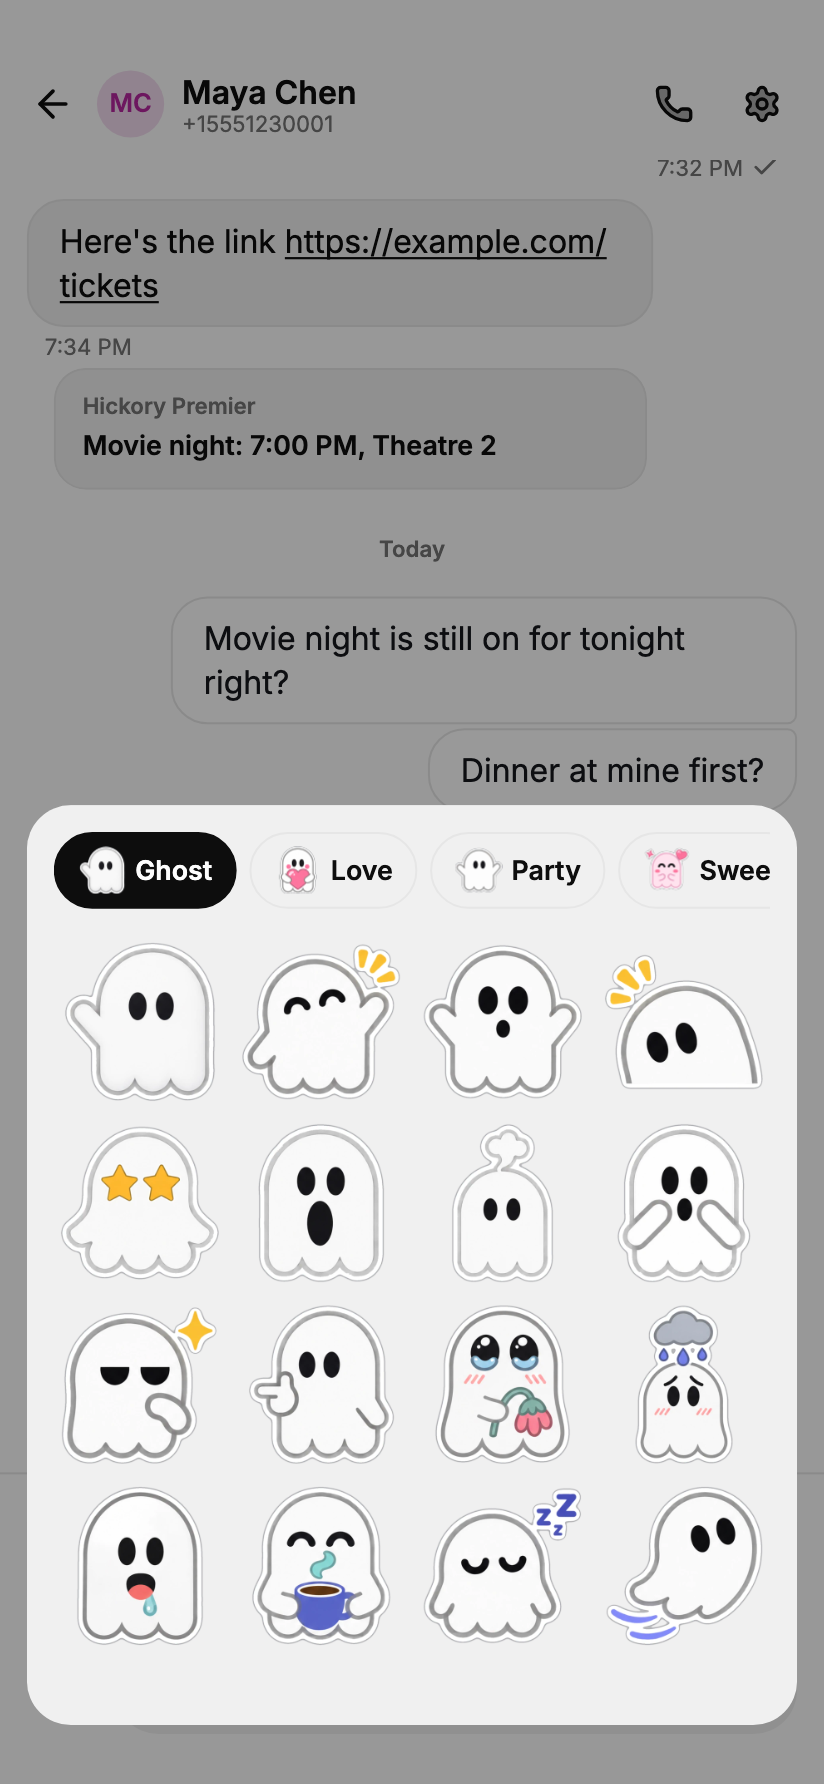 MC
Maya Chen
+15551230001
7:32 PM
Here's the link https://example.com/
tickets
7:34 PM
Hickory Premier
Movie night: 7:00 PM, Theatre 2
Today
Movie night is still on for tonight
right?
Dinner at mine first?
Ghost
Love
Party
Swee
z Z
z